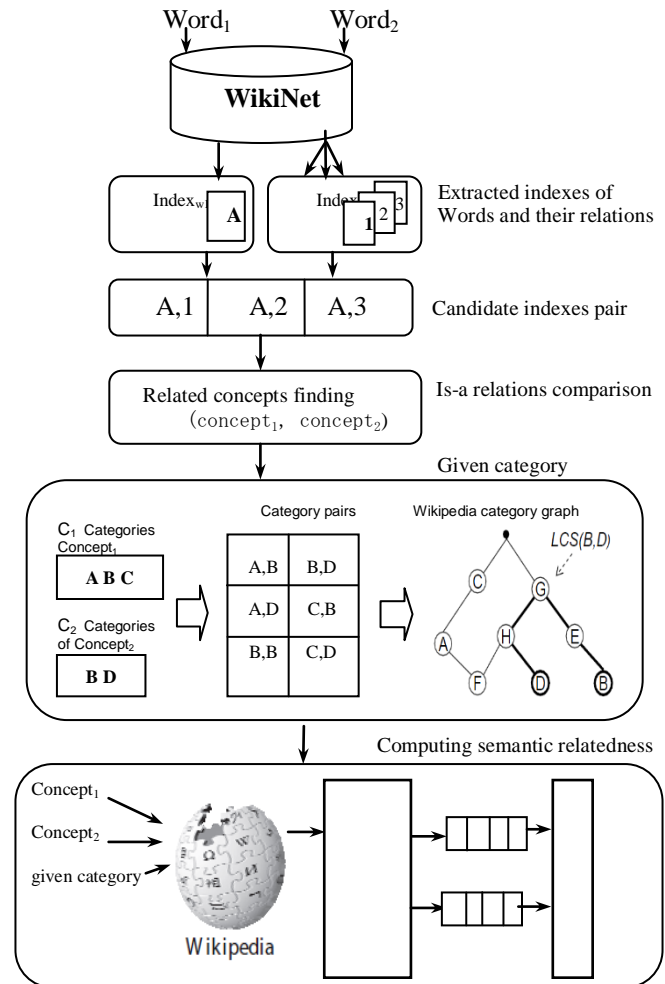 Word₁ Word₂
WikiNet
Index_w1 A
Index 1 2 3
Extracted indexes of
Words and their relations
A,1 A,2 A,3
Candidate indexes pair
Related concepts finding
(concept₁, concept₂)
Is-a relations comparison
Given category
C₁ Categories
Concept₁
A B C
C₂ Categories
of Concept₂
B D
Category pairs
A,B B,D
A,D C,B
B,B C,D
Wikipedia category graph
LCS(B,D)
C G
A H E
F D B
Computing semantic relatedness
Concept₁
Concept₂
given category
Wikipedia